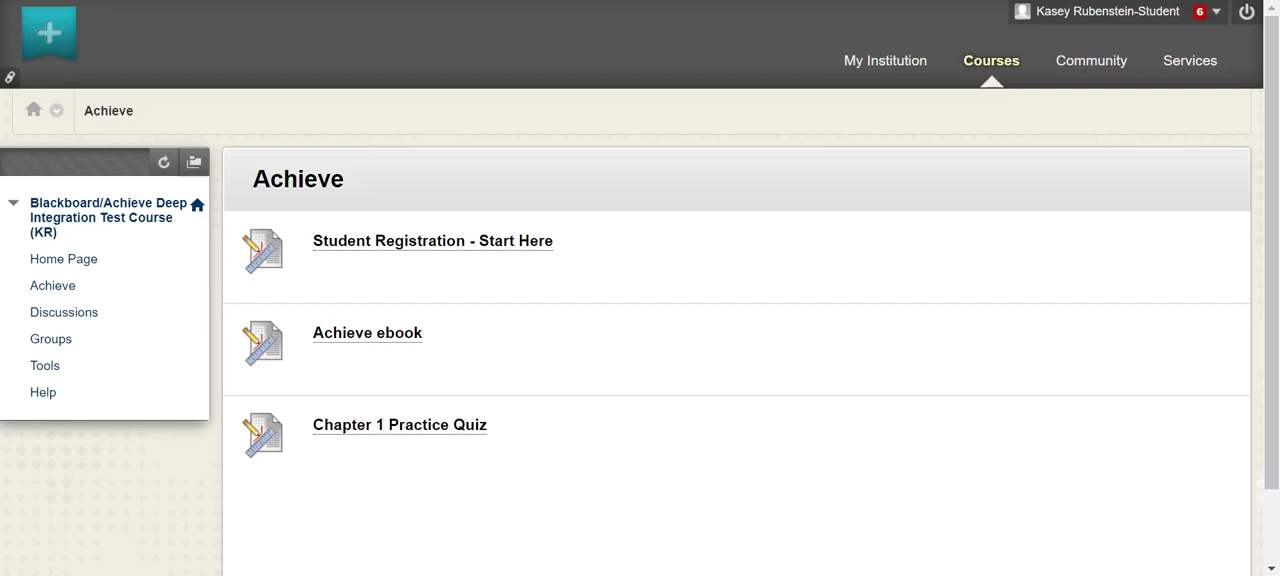 Kasey Rubenstein-Student 6
My Institution Courses Community Services
Achieve
Blackboard/Achieve Deep
Integration Test Course
(KR)
Home Page
Achieve
Discussions
Groups
Tools
Help
Achieve
Student Registration - Start Here
Achieve ebook
Chapter 1 Practice Quiz